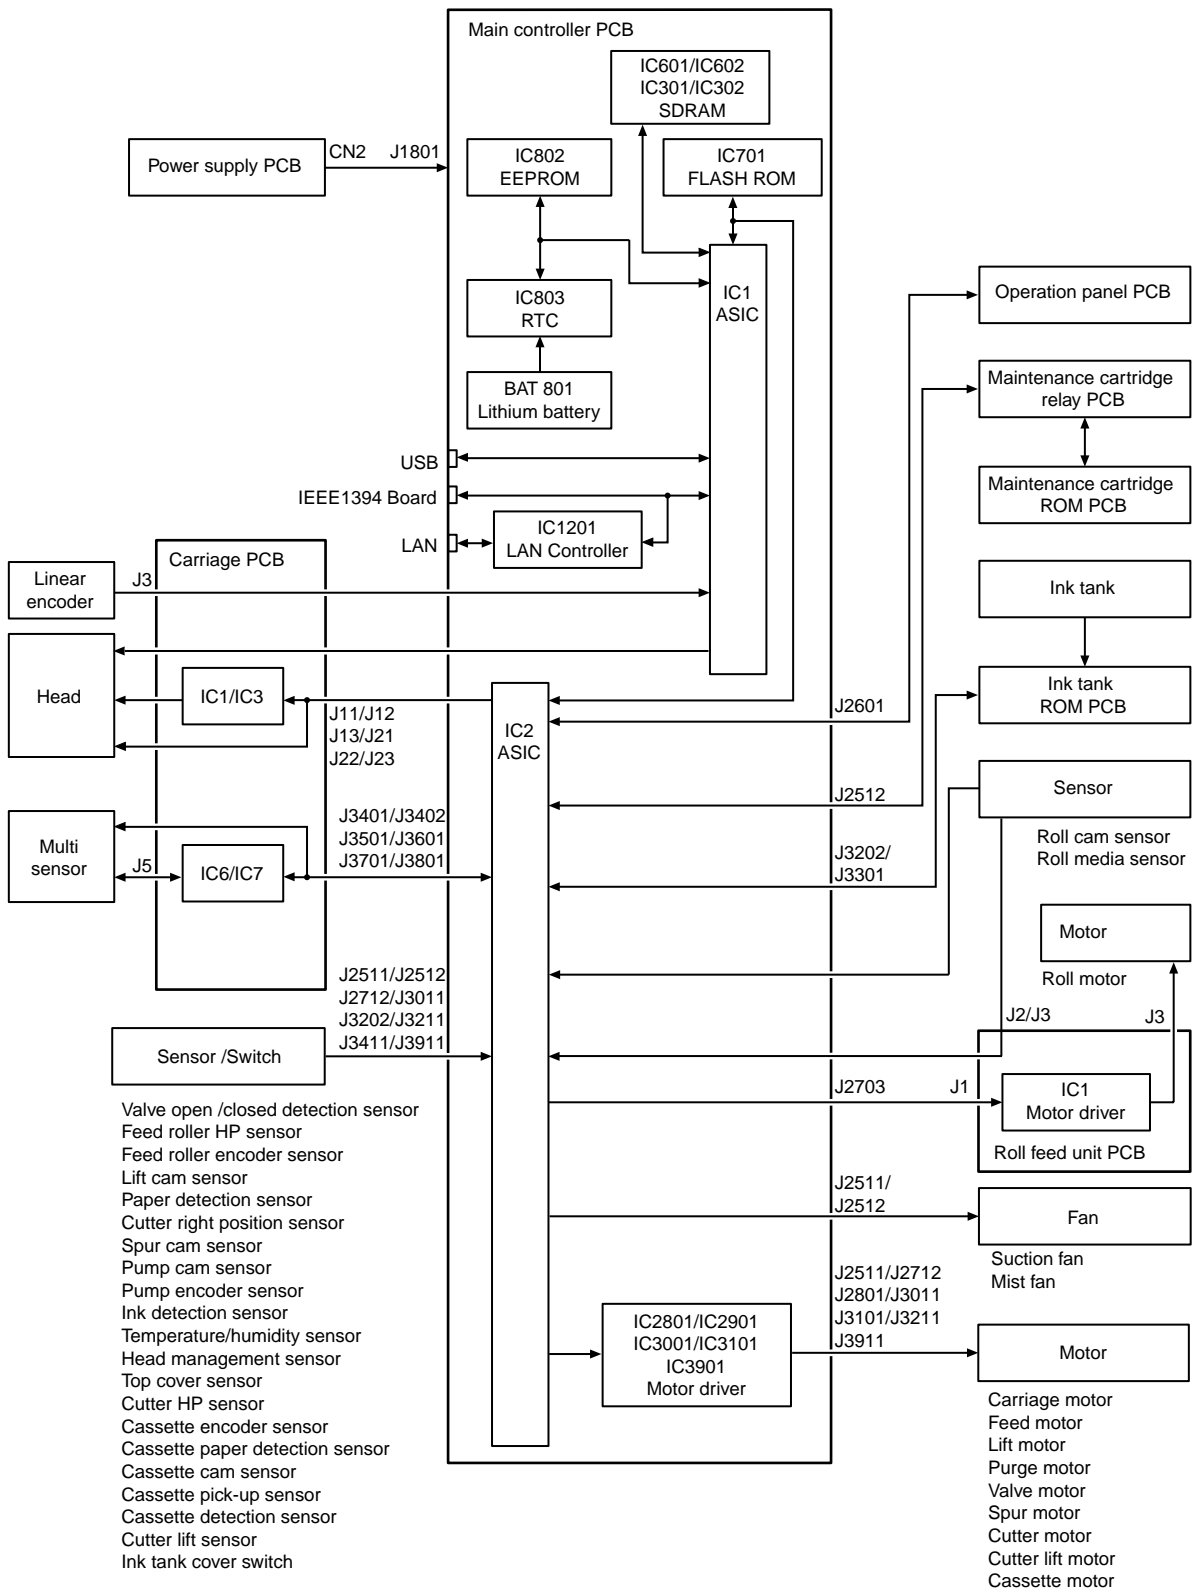 Main controller PCB
IC601/IC602
IC301/IC302
SDRAM
Power supply PCB
CN2
J1801
IC802
EEPROM
IC701
FLASH ROM
IC803
RTC
IC1
ASIC
BAT 801
Lithium battery
Operation panel PCB
Maintenance cartridge
relay PCB
Maintenance cartridge
ROM PCB
USB
IEEE1394 Board
LAN
IC1201
LAN Controller
Carriage PCB
Linear
encoder
J3
Ink tank
Ink tank
ROM PCB
Head
IC1/IC3
J11/J12
J13/J21
J22/J23
IC2
ASIC
J2601
J2512
Sensor
Roll cam sensor
Roll media sensor
Multi
sensor
J5
IC6/IC7
J3401/J3402
J3501/J3601
J3701/J3801
J3202/
J3301
Motor
Roll motor
J2/J3
J3
J2511/J2512
J2712/J3011
J3202/J3211
J3411/J3911
Sensor /Switch
J2703
J1
IC1
Motor driver
Roll feed unit PCB
Valve open /closed detection sensor
Feed roller HP sensor
Feed roller encoder sensor
Lift cam sensor
Paper detection sensor
Cutter right position sensor
Spur cam sensor
Pump cam sensor
Pump encoder sensor
Ink detection sensor
Temperature/humidity sensor
Head management sensor
Top cover sensor
Cutter HP sensor
Cassette encoder sensor
Cassette paper detection sensor
Cassette cam sensor
Cassette pick-up sensor
Cassette detection sensor
Cutter lift sensor
Ink tank cover switch
J2511/
J2512
Fan
Suction fan
Mist fan
IC2801/IC2901
IC3001/IC3101
IC3901
Motor driver
J2511/J2712
J2801/J3011
J3101/J3211
J3911
Motor
Carriage motor
Feed motor
Lift motor
Purge motor
Valve motor
Spur motor
Cutter motor
Cutter lift motor
Cassette motor